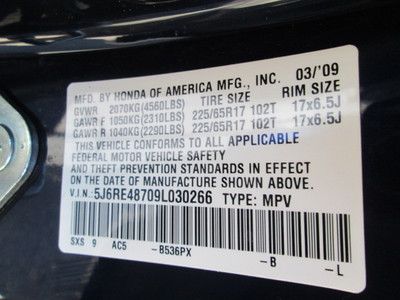 MFD. BY HONDA OF AMERICA MFG., INC. 03/'09
GVWR 2070KG(4560LBS) TIRE SIZE RIM SIZE
GAWR F 1050KG(2310LBS) 225/65R17 102T 17x6.5J
GAWR R 1040KG(2290LBS) 225/65R17 102T 17x6.5J
THIS VEHICLE CONFORMS TO ALL APPLICABLE
FEDERAL MOTOR VEHICLE SAFETY
AND THEFT PREVENTION STANDARDS IN EFFECT ON
THE DATE OF MANUFACTURE SHOWN ABOVE.
V.I.N. 5J6RE48709L030266 TYPE: MPV
SXS 9 AC5 -B536PX -B -L